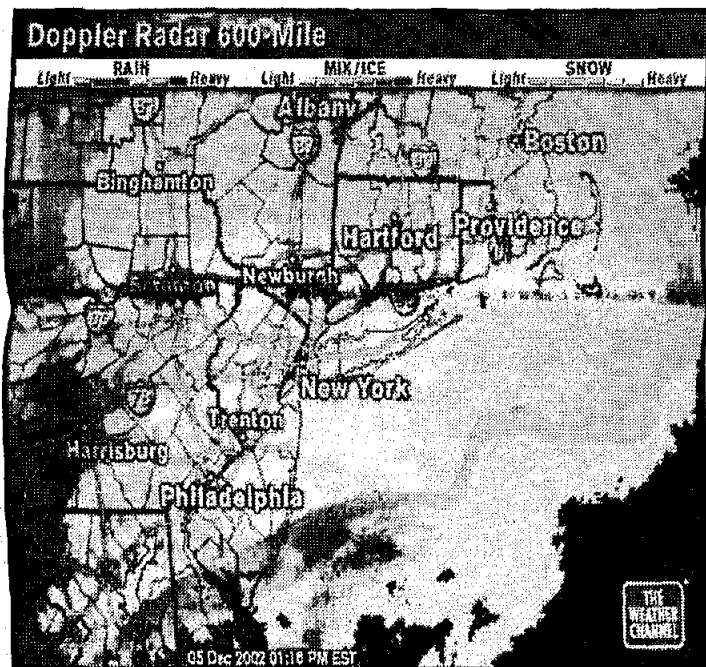 Doppler Radar 600-Mile
RAIN MIX/ICE SNOW
Light Heavy Light Heavy Light Heavy
Albany
Boston
Binghamton
Hartford
Providence
Newburgh
New York
Trenton
Harrisburg
Philadelphia
THE
WEATHER
CHANNEL
05 Dec 2002 01:18 PM EST